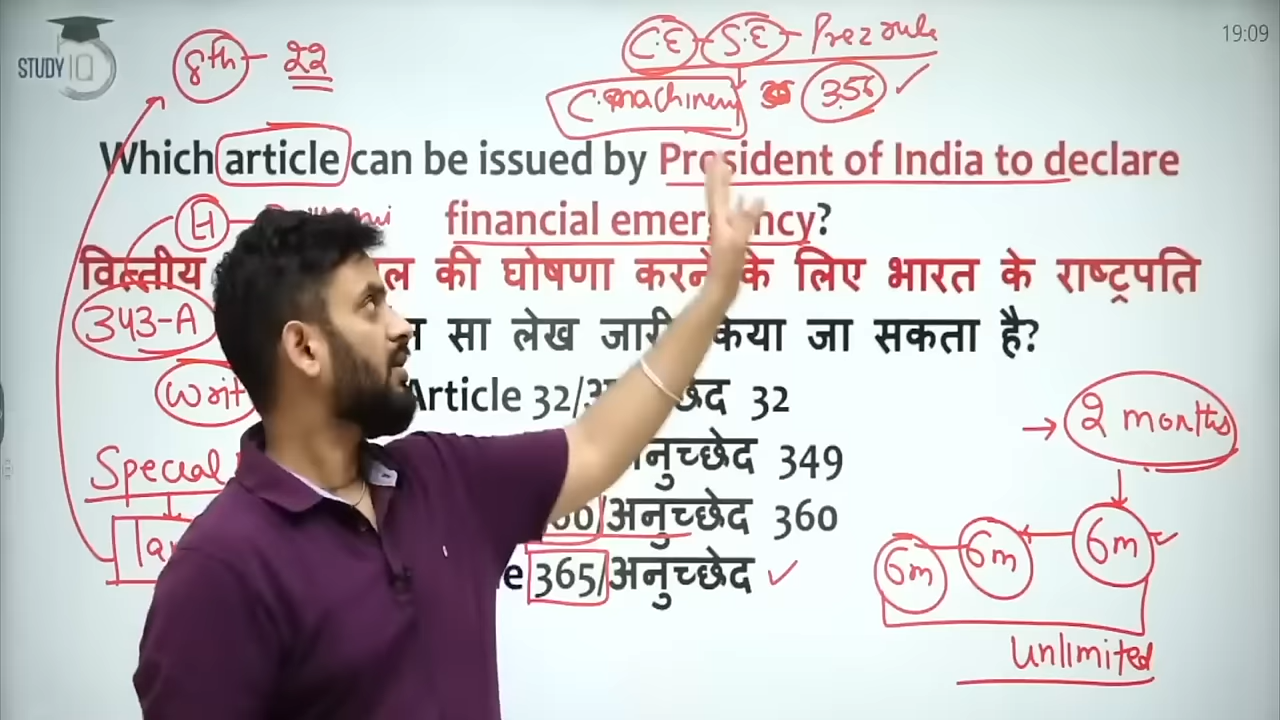 STUDY IQ
19:09
8th - 22
C.E - S.E - Prez rule
C. machinery 356 ✓
Which article can be issued by President of India to declare
H
financial emergency?
वित्तीय ल की घोषणा करने के लिए भारत के राष्ट्रपति
343-A सा लेख जारी किया जा सकता है?
Writ
Article 32/ 32
2 months
Special
अनुच्छेद 349
अनुच्छेद 360
6m 6m 6m
365/अनुच्छेद ✓
Unlimited